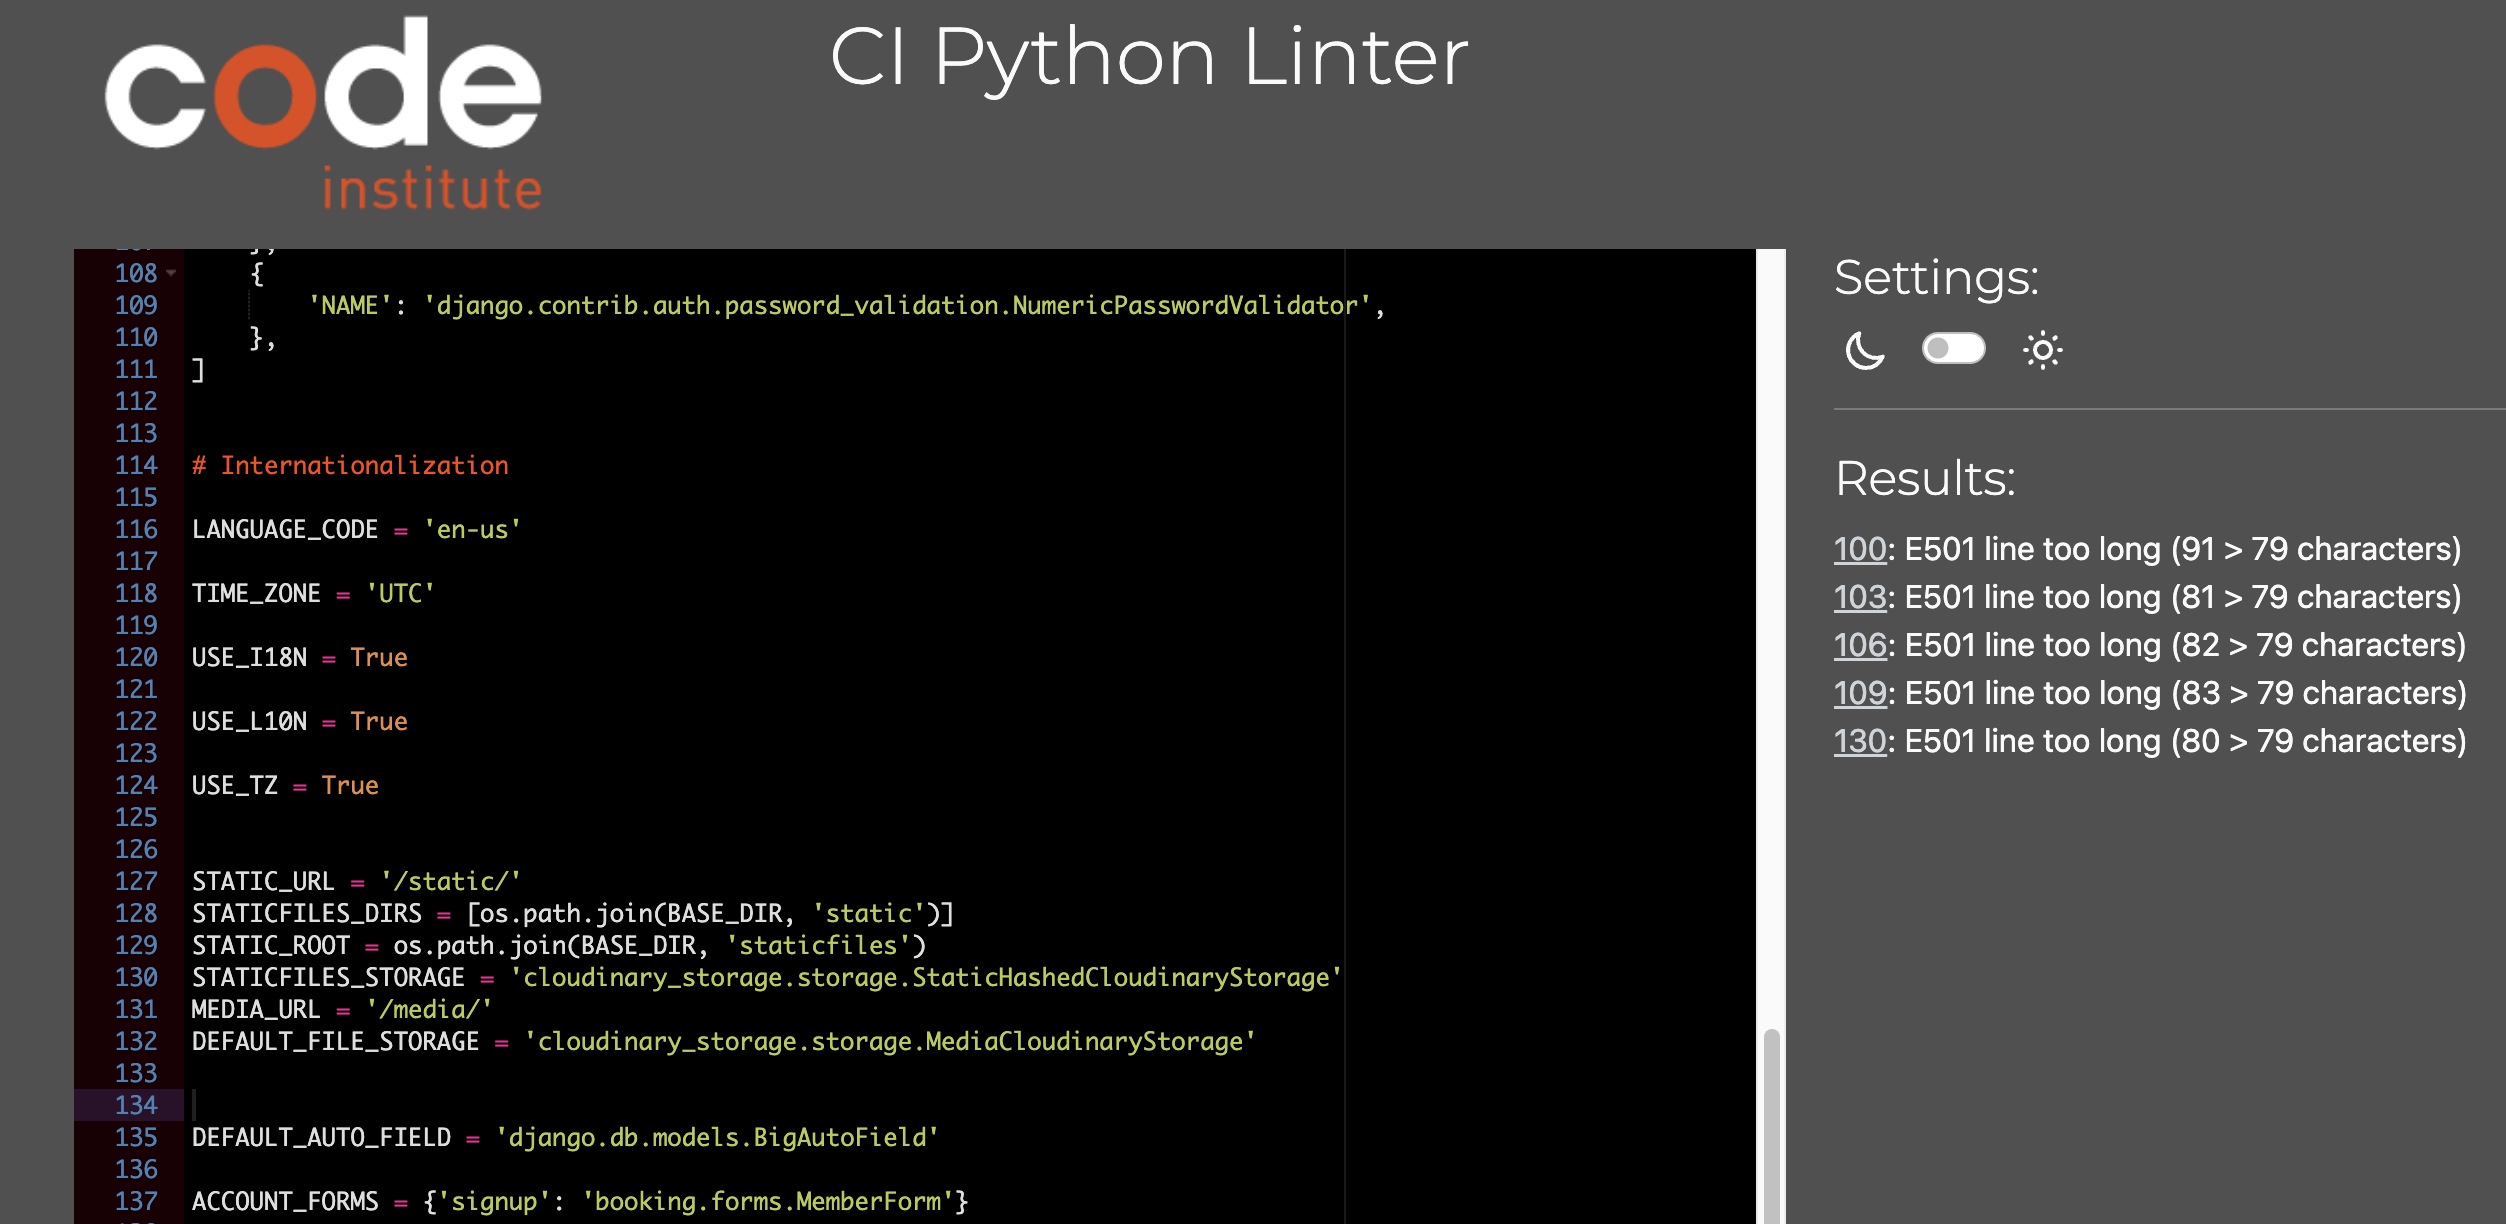 code
institute
CI Python Linter
108 {
109 'NAME': 'django.contrib.auth.password_validation.NumericPasswordValidator',
110 },
111 ]
112
113
114 # Internationalization
115
116 LANGUAGE_CODE = 'en-us'
117
118 TIME_ZONE = 'UTC'
119
120 USE_I18N = True
121
122 USE_L10N = True
123
124 USE_TZ = True
125
126
127 STATIC_URL = '/static/'
128 STATICFILES_DIRS = [os.path.join(BASE_DIR, 'static')]
129 STATIC_ROOT = os.path.join(BASE_DIR, 'staticfiles')
130 STATICFILES_STORAGE = 'cloudinary_storage.storage.StaticHashedCloudinaryStorage'
131 MEDIA_URL = '/media/'
132 DEFAULT_FILE_STORAGE = 'cloudinary_storage.storage.MediaCloudinaryStorage'
133
134
135 DEFAULT_AUTO_FIELD = 'django.db.models.BigAutoField'
136
137 ACCOUNT_FORMS = {'signup': 'booking.forms.MemberForm'}
Settings:
Results:
100: E501 line too long (91 > 79 characters)
103: E501 line too long (81 > 79 characters)
106: E501 line too long (82 > 79 characters)
109: E501 line too long (83 > 79 characters)
130: E501 line too long (80 > 79 characters)